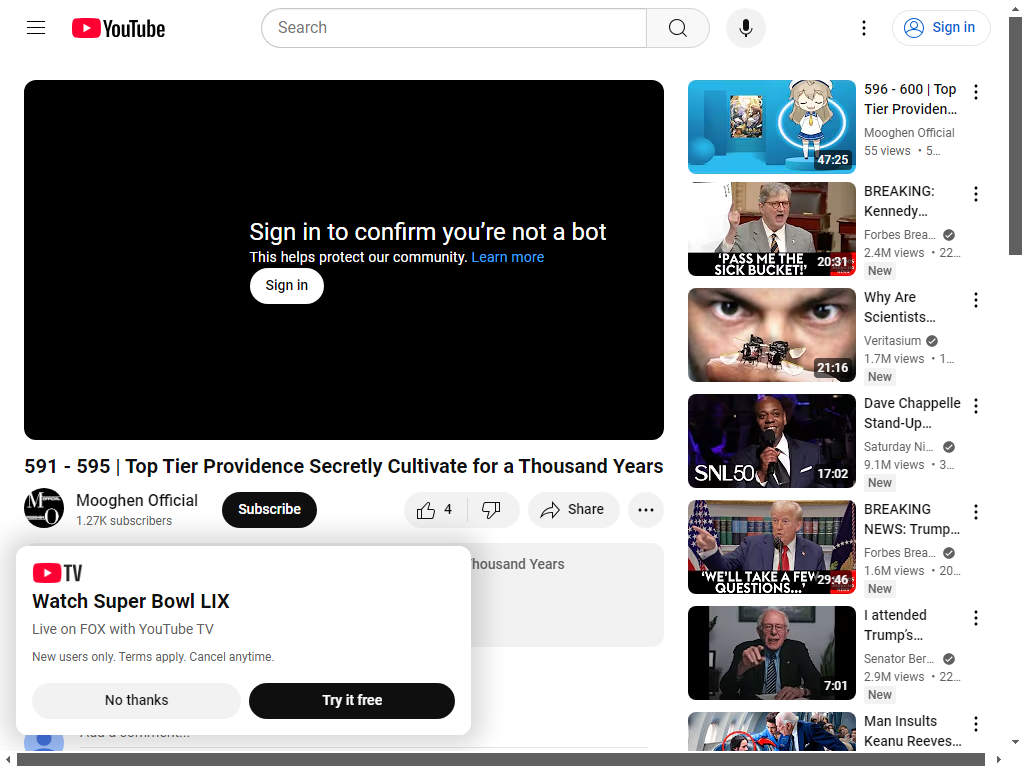 YouTube
Search
Sign in
Sign in to confirm you’re not a bot
This helps protect our community. Learn more
Sign in
591 - 595 | Top Tier Providence Secretly Cultivate for a Thousand Years
Mooghen Official
1.27K subscribers
Subscribe
4
Share
Thousand Years
TV
Watch Super Bowl LIX
Live on FOX with YouTube TV
New users only. Terms apply. Cancel anytime.
No thanks
Try it free
Add a comment...
47:25
596 - 600 | Top
Tier Providen...
Mooghen Official
55 views • 5...
'PASS ME THE
SICK BUCKET!'
20:31
BREAKING:
Kennedy...
Forbes Brea...
2.4M views • 22...
New
21:16
Why Are
Scientists...
Veritasium
1.7M views • 1...
New
SNL50
17:02
Dave Chappelle
Stand-Up...
Saturday Ni...
9.1M views • 3...
New
'WE'LL TAKE A FEW
QUESTIONS...'
29:46
BREAKING
NEWS: Trump...
Forbes Brea...
1.6M views • 20...
New
7:01
I attended
Trump’s...
Senator Ber...
2.9M views • 22...
New
Man Insults
Keanu Reeves...